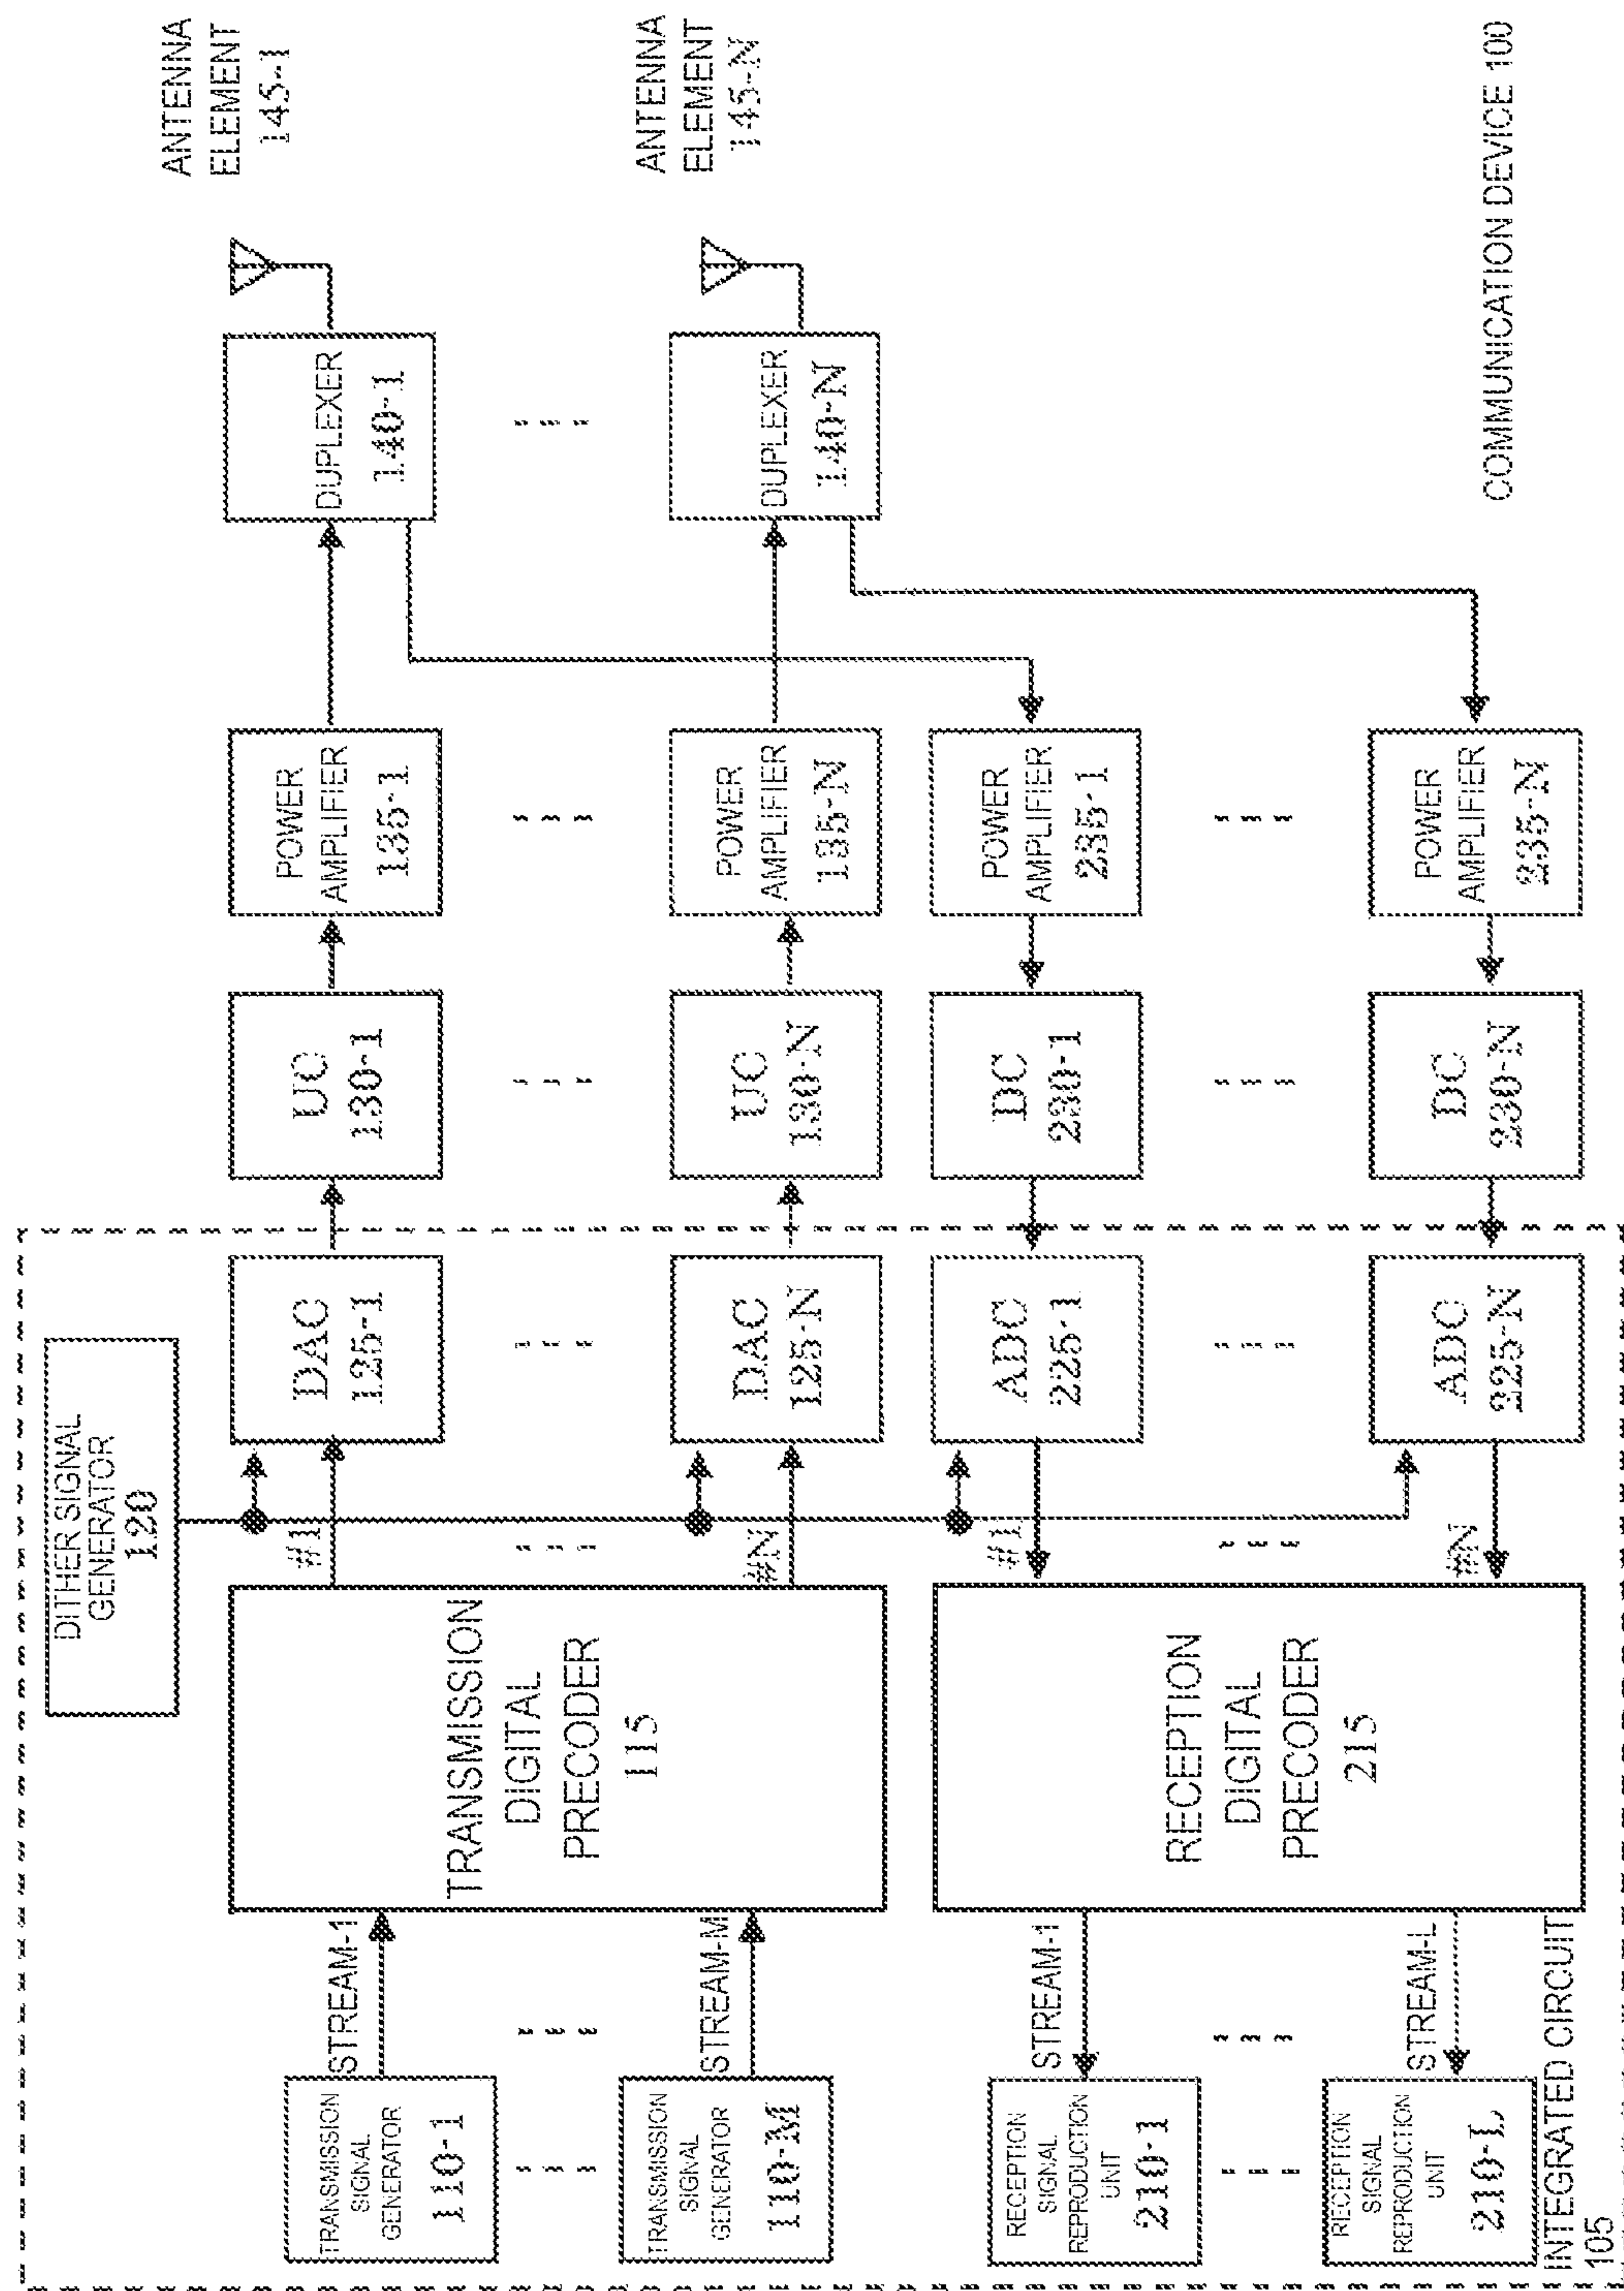 DITHER SIGNAL
GENERATOR
120
TRANSMISSION
SIGNAL
GENERATOR
110-1
STREAM-1
TRANSMISSION
SIGNAL
GENERATOR
110-M
STREAM-M
TRANSMISSION
DIGITAL
PRECODER
115
#1
#N
DAC
125-1
DAC
125-N
UC
130-1
UC
130-N
POWER
AMPLIFIER
135-1
POWER
AMPLIFIER
135-N
DUPLEXER
140-1
DUPLEXER
140-N
ANTENNA
ELEMENT
145-1
ANTENNA
ELEMENT
145-N
RECEPTION
SIGNAL
REPRODUCTION
UNIT
210-1
STREAM-1
RECEPTION
SIGNAL
REPRODUCTION
UNIT
210-L
STREAM-L
RECEPTION
DIGITAL
PRECODER
215
#1
#N
ADC
225-1
ADC
225-N
DC
230-1
DC
230-N
POWER
AMPLIFIER
235-1
POWER
AMPLIFIER
235-N
INTEGRATED CIRCUIT
105
COMMUNICATION DEVICE 100